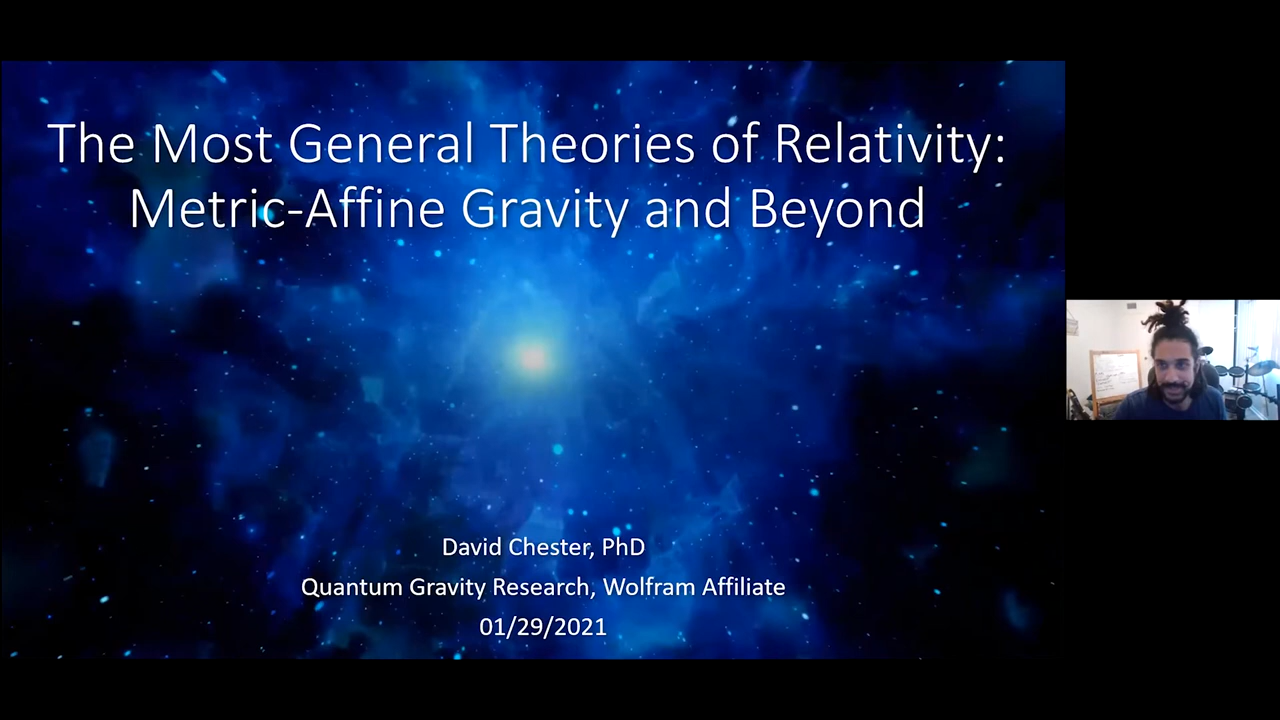 The Most General Theories of Relativity:
Metric-Affine Gravity and Beyond
David Chester, PhD
Quantum Gravity Research, Wolfram Affiliate
01/29/2021